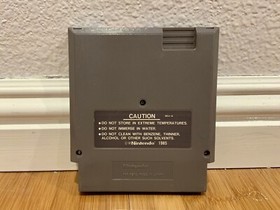 CAUTION
●DO NOT STORE IN EXTREME TEMPERATURES.
●DO NOT IMMERSE IN WATER.
●DO NOT CLEAN WITH BENZENE, THINNER,
ALCOHOL OR OTHER SUCH SOLVENTS.
©Nintendo 1985